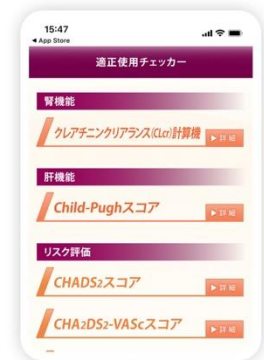 15:47
◀ App Store
適正使用チェッカー
腎機能
クレアチニンクリアランス(CLcr)計算機
▶ 詳細
肝機能
Child-Pughスコア
▶ 詳細
リスク評価
CHADS2スコア
▶ 詳細
CHA2DS2-VAScスコア
▶ 詳細